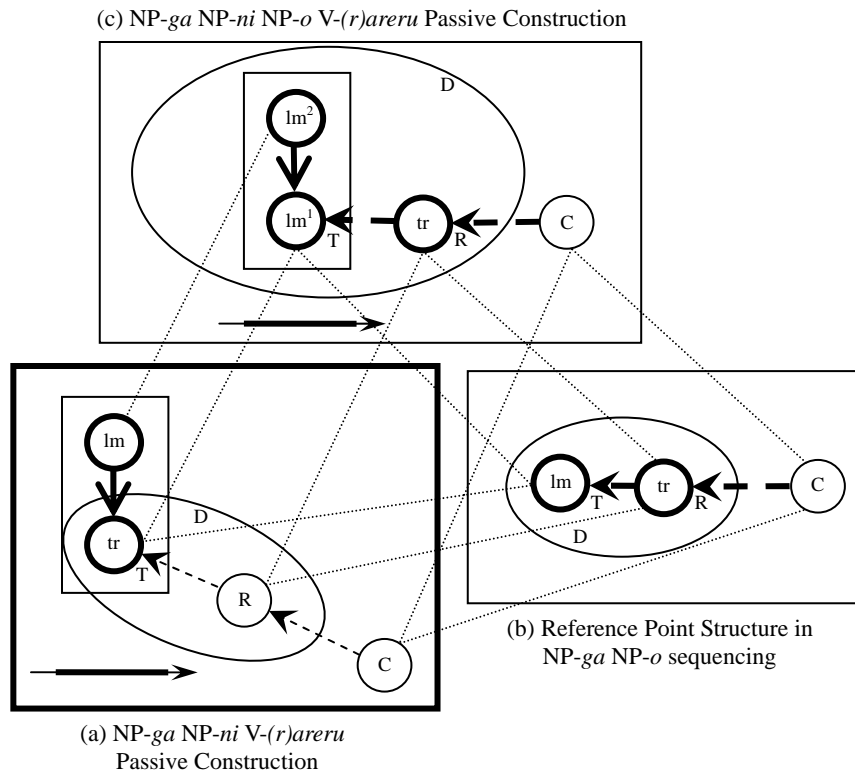 (c) NP-ga NP-ni NP-o V-(r)areru Passive Construction
D
lm²
lm¹
T
tr
R
C
lm
D
tr
T
R
C
lm
T
tr
R
C
D
(b) Reference Point Structure in
NP-ga NP-o sequencing
(a) NP-ga NP-ni V-(r)areru
Passive Construction